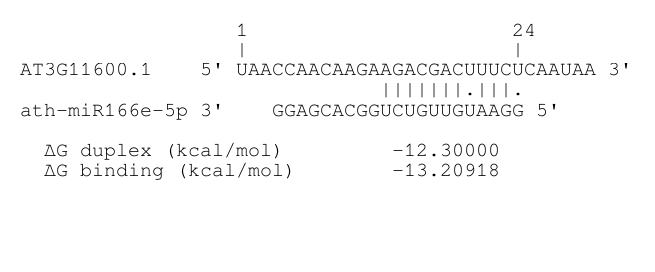 1 24
| |
AT3G11600.1 5' UAACCAACAAGAAGACGACUUUCUCAAUAA 3'
|||||||.|||.
ath-miR166e-5p 3' GGAGCACGGUCUGUUGUAAGG 5'
ΔG duplex (kcal/mol) -12.30000
ΔG binding (kcal/mol) -13.20918